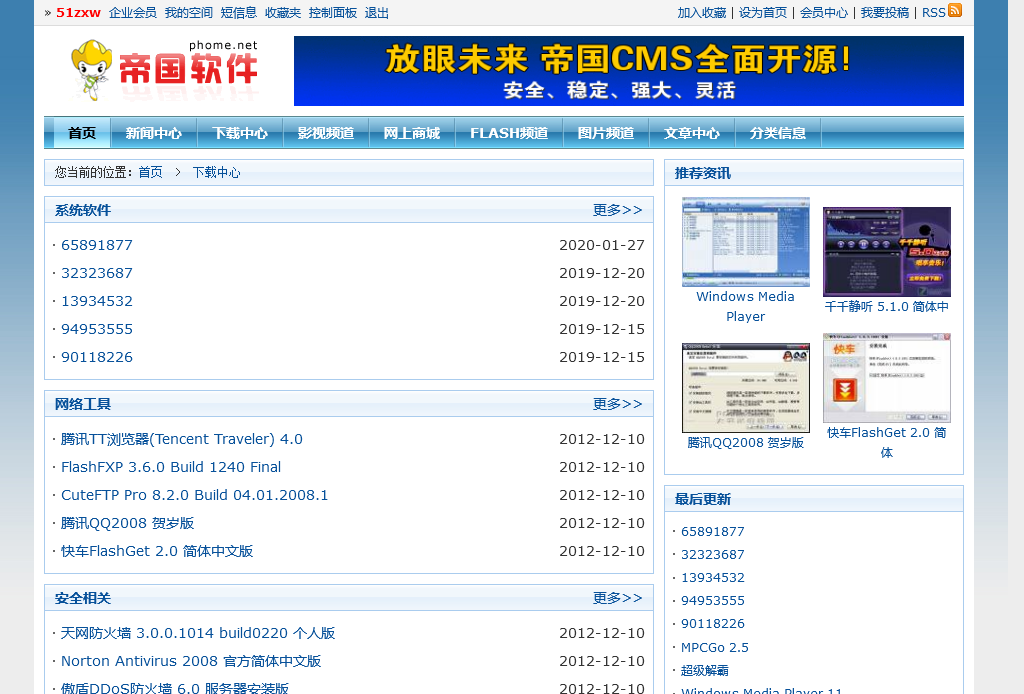 » 51zxw 企业会员 我的空间 短信息 收藏夹 控制面板 退出
加入收藏 | 设为首页 | 会员中心 | 我要投稿 | RSS
phome.net
帝国软件
放眼未来 帝国CMS全面开源!
安全、稳定、强大、灵活
首页 新闻中心 下载中心 影视频道 网上商城 FLASH频道 图片频道 文章中心 分类信息
您当前的位置：首页 > 下载中心
系统软件 更多>>
· 65891877 2020-01-27
· 32323687 2019-12-20
· 13934532 2019-12-20
· 94953555 2019-12-15
· 90118226 2019-12-15
网络工具 更多>>
· 腾讯TT浏览器(Tencent Traveler) 4.0 2012-12-10
· FlashFXP 3.6.0 Build 1240 Final 2012-12-10
· CuteFTP Pro 8.2.0 Build 04.01.2008.1 2012-12-10
· 腾讯QQ2008 贺岁版 2012-12-10
· 快车FlashGet 2.0 简体中文版 2012-12-10
安全相关 更多>>
· 天网防火墙 3.0.0.1014 build0220 个人版 2012-12-10
· Norton Antivirus 2008 官方简体中文版 2012-12-10
· 傲盾DDoS防火墙 6.0 服务器安装版 2012-12-10
推荐资讯
Windows Media
Player
千千静听
5.0
千千静听 5.1.0 简体中
腾讯QQ2008 贺岁版
快车
快车FlashGet 2.0 简
体
最后更新
· 65891877
· 32323687
· 13934532
· 94953555
· 90118226
· MPCGo 2.5
· 超级解霸
· Windows Media Player 11